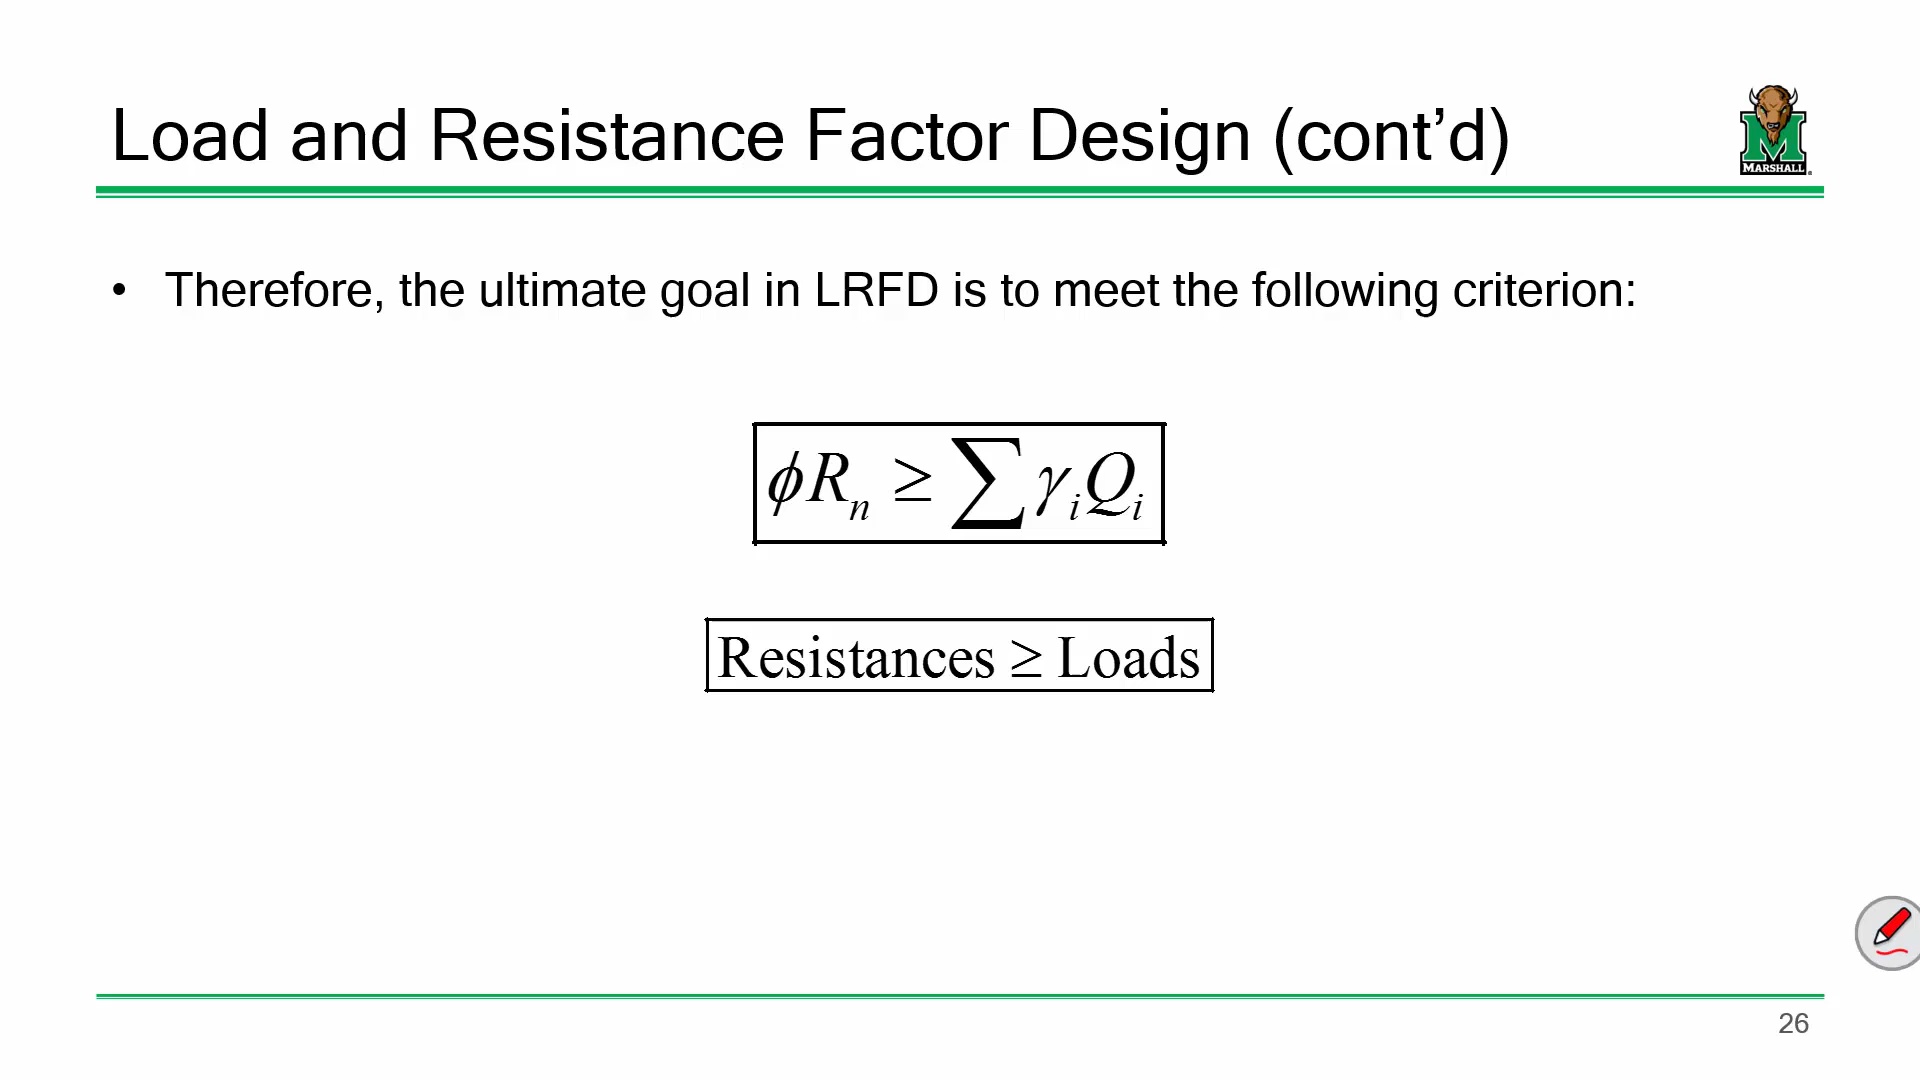 Load and Resistance Factor Design (cont’d)
MARSHALL
• Therefore, the ultimate goal in LRFD is to meet the following criterion:
ϕRₙ ≥ ∑ γᵢQᵢ
Resistances ≥ Loads
26